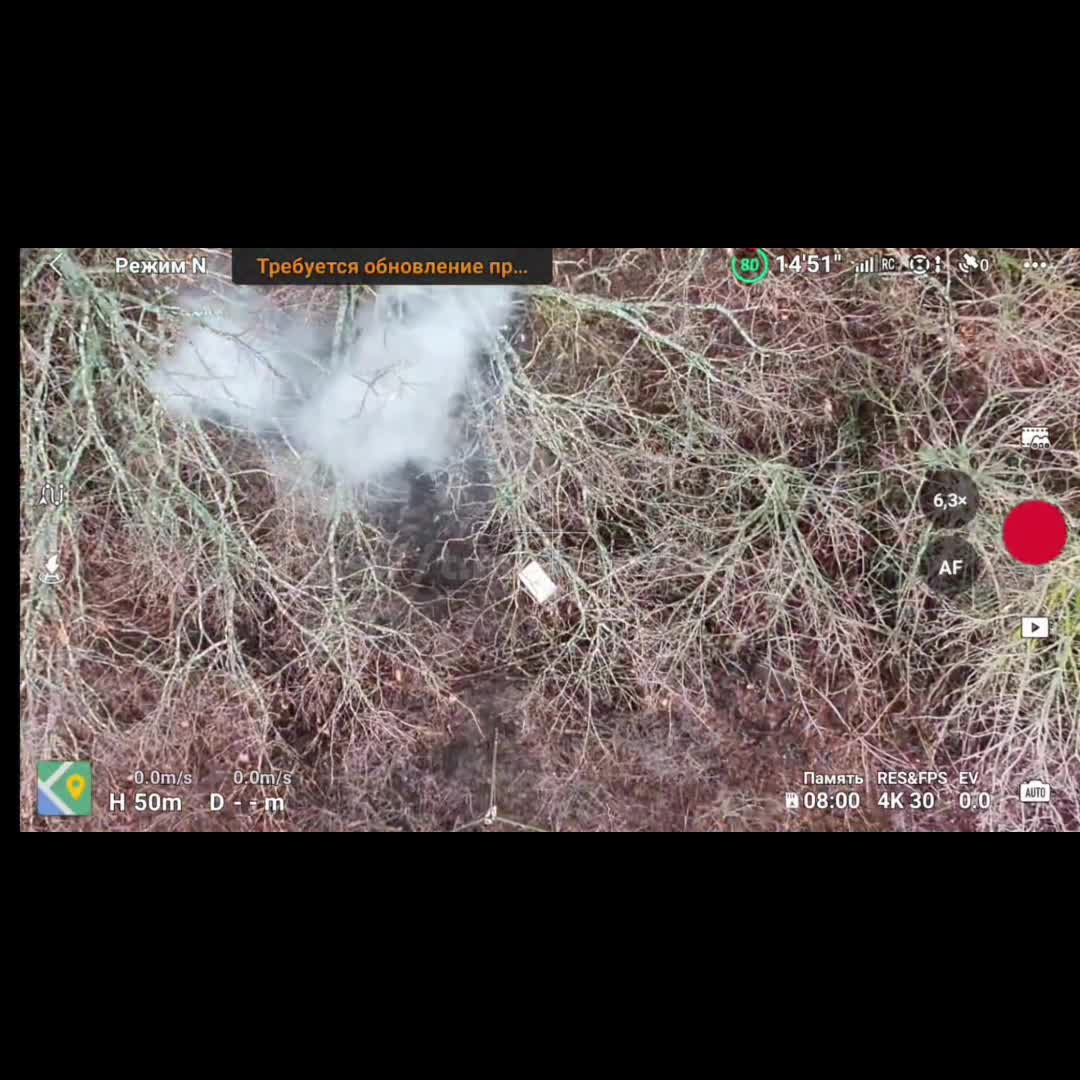 Режим N
Требуется обновление пр...
80
14'51"
RC
0
6,3×
AF
0.0m/s
0.0m/s
H 50m
D - - m
Память
RES&FPS
EV
08:00
4K 30
0.0
AUTO